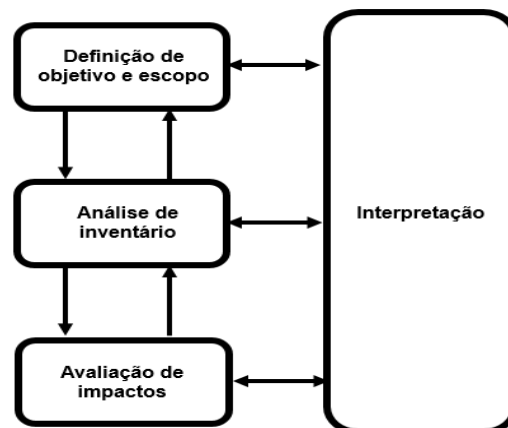 Definição de
objetivo e escopo
Análise de
inventário
Interpretação
Avaliação de
impactos